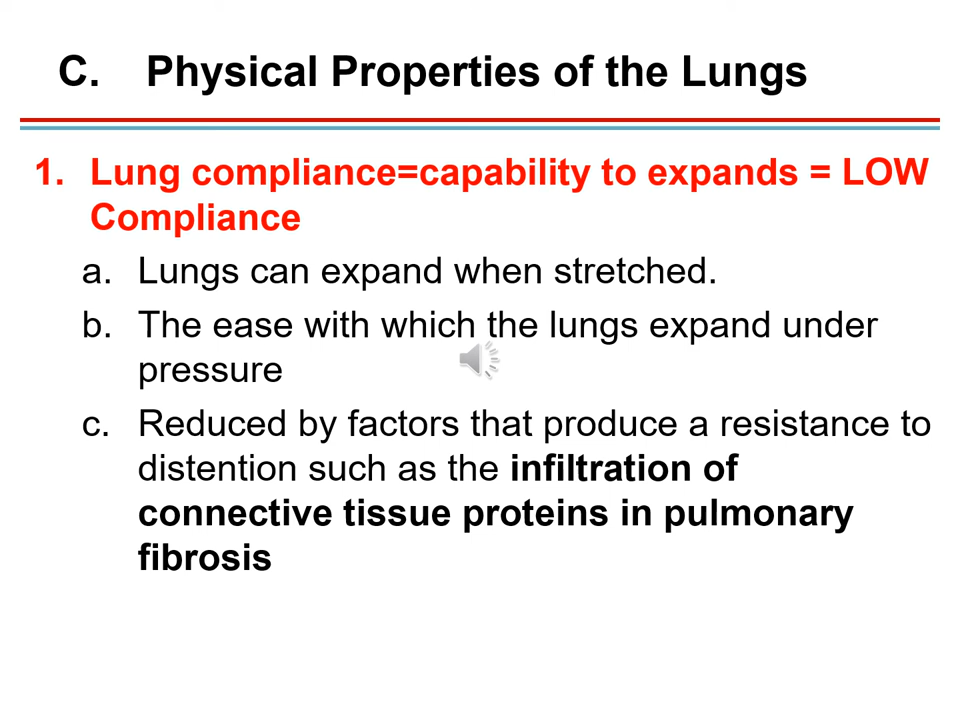 C. Physical Properties of the Lungs
1. Lung compliance=capability to expands = LOW
Compliance
a. Lungs can expand when stretched.
b. The ease with which the lungs expand under
pressure
c. Reduced by factors that produce a resistance to
distention such as the infiltration of
connective tissue proteins in pulmonary
fibrosis